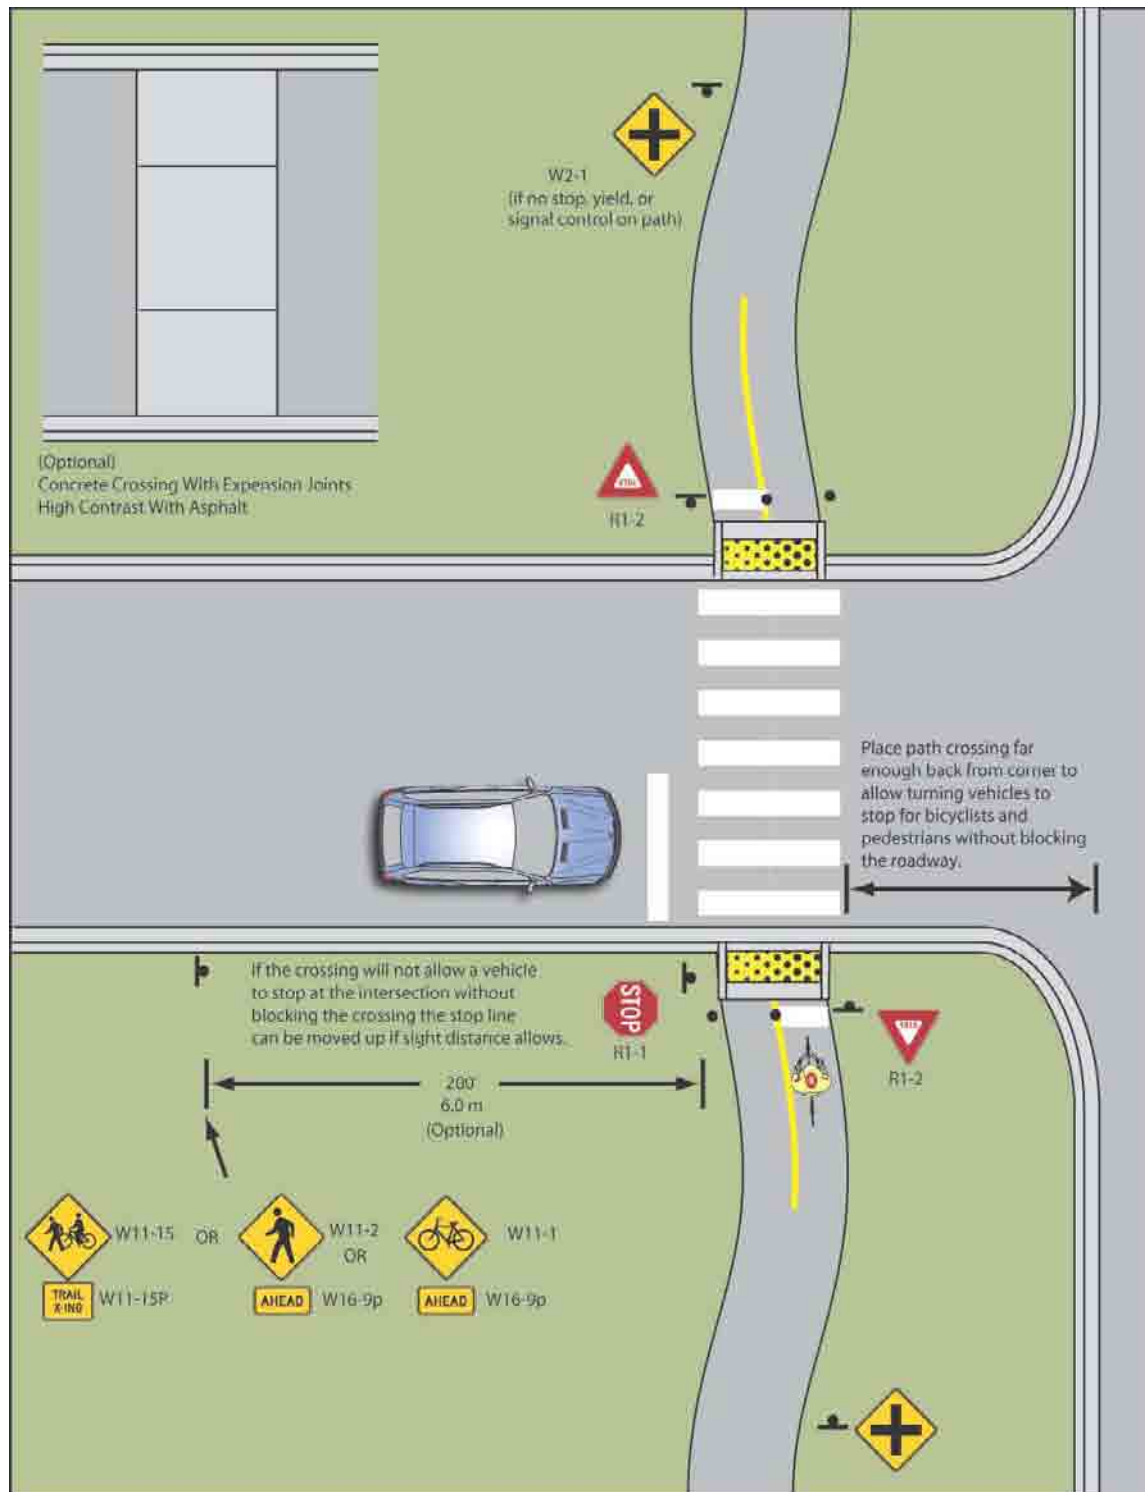 W2-1
(if no stop, yield, or
signal control on path)
(Optional)
Concrete Crossing With Expension Joints
High Contrast With Asphalt
YIELD
R1-2
Place path crossing far
enough back from corner to
allow turning vehicles to
stop for bicyclists and
pedestrians without blocking
the roadway.
If the crossing will not allow a vehicle
to stop at the intersection without
blocking the crossing the stop line
can be moved up if sight distance allows.
STOP
R1-1
YIELD
R1-2
200'
6.0 m
(Optional)
W11-15
OR
W11-2
OR
W11-1
TRAIL
X-ING
W11-15P
AHEAD
W16-9p
AHEAD
W16-9p